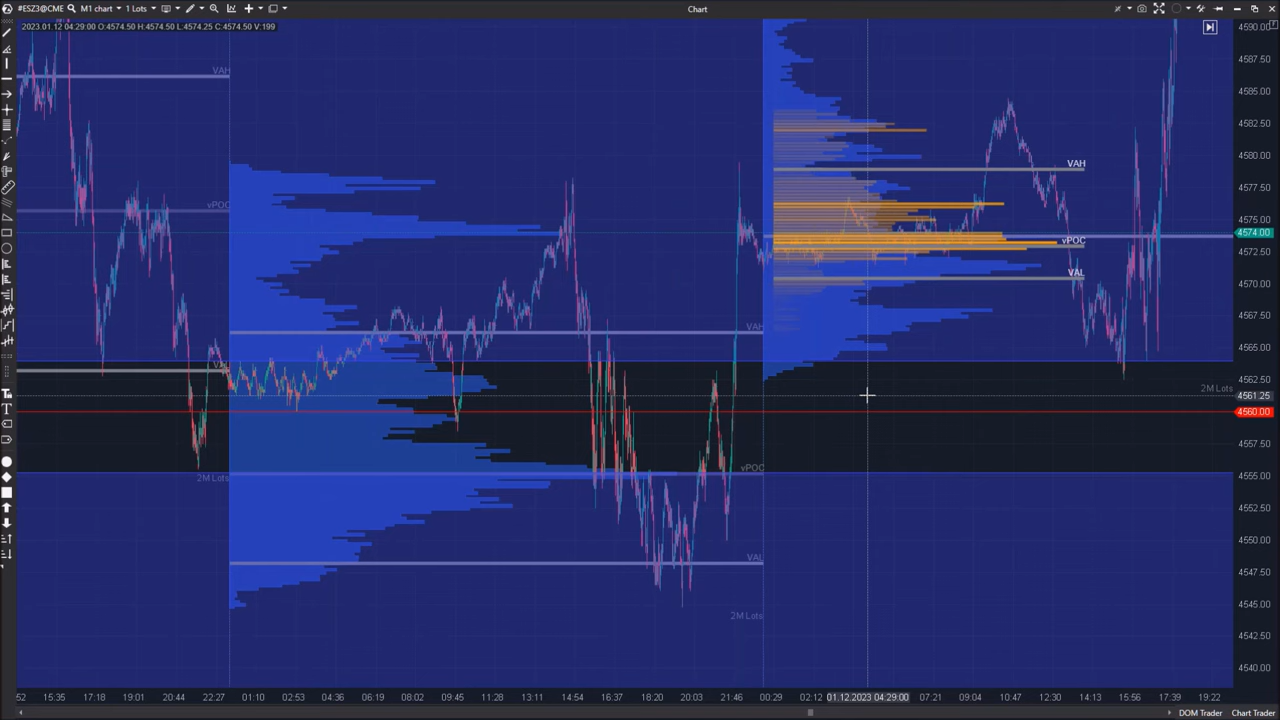 #ESZ3@CME M1 chart 1 Lots Chart
2023.01.12 04:29:00 O:4574.50 H:4574.50 L:4574.25 C:4574.50 V:199
4590.00
4587.50
4585.00
4582.50
4580.00
4577.50
4575.00
4574.00
4572.50
4570.00
4567.50
4565.00
4562.50
4561.25
4560.00
4557.50
4555.00
4552.50
4550.00
4547.50
4545.00
4542.50
4540.00
VAH
vPOC
2M Lots
VAH
vPOC
VAL
2M Lots
VAH
vPOC
VAL
2M Lots
:52 15:35 17:18 19:01 20:44 22:27 01:10 02:53 04:36 06:19 08:02 09:45 11:28 13:11 14:54 16:37 18:20 20:03 21:46 00:29 02:12 01.12.2023 04:29:00 07:21 09:04 10:47 12:30 14:13 15:56 17:39 19:22
DOM Trader Chart Trader